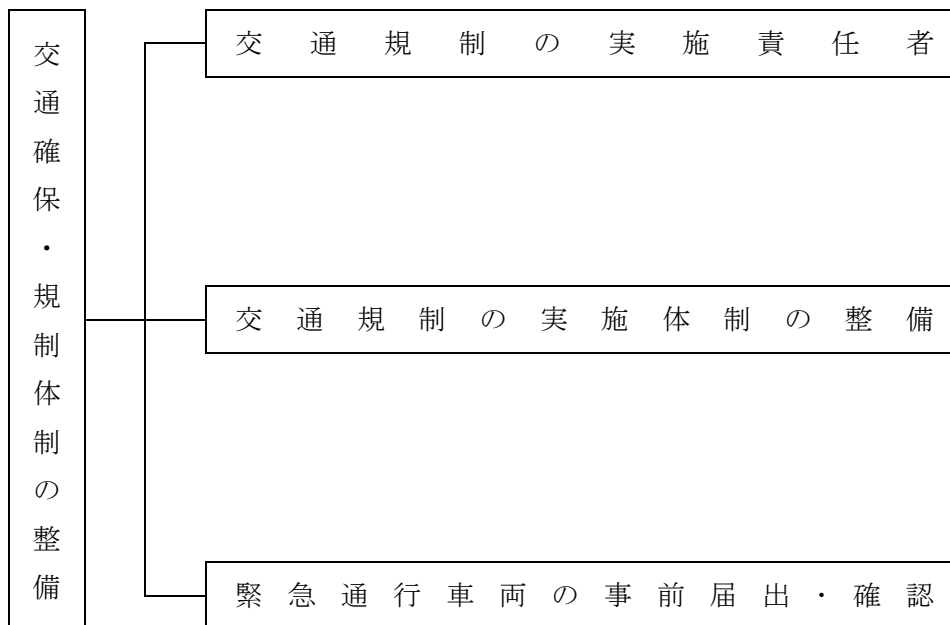 交通確保・規制体制の整備
交通規制の実施責任者
交通規制の実施体制の整備
緊急通行車両の事前届出・確認